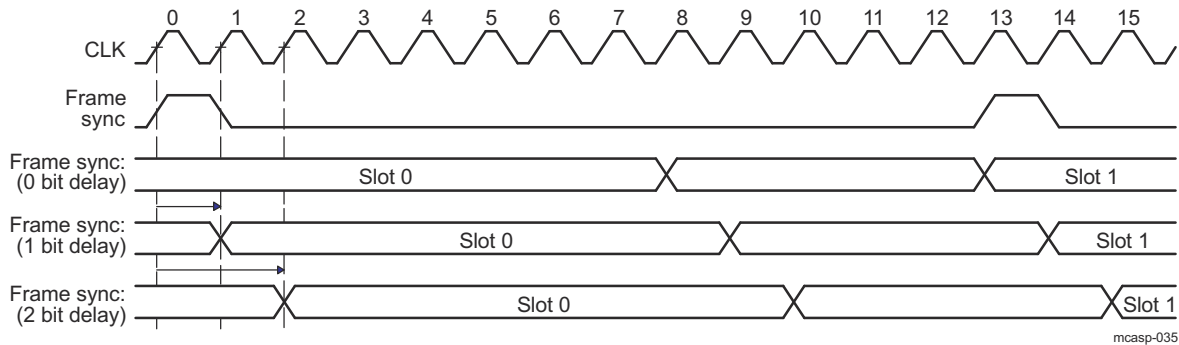 0 1 2 3 4 5 6 7 8 9 10 11 12 13 14 15
CLK
Frame
sync
Frame sync:
(0 bit delay)
Slot 0
Slot 1
Frame sync:
(1 bit delay)
Slot 0
Slot 1
Frame sync:
(2 bit delay)
Slot 0
Slot 1
mcasp-035